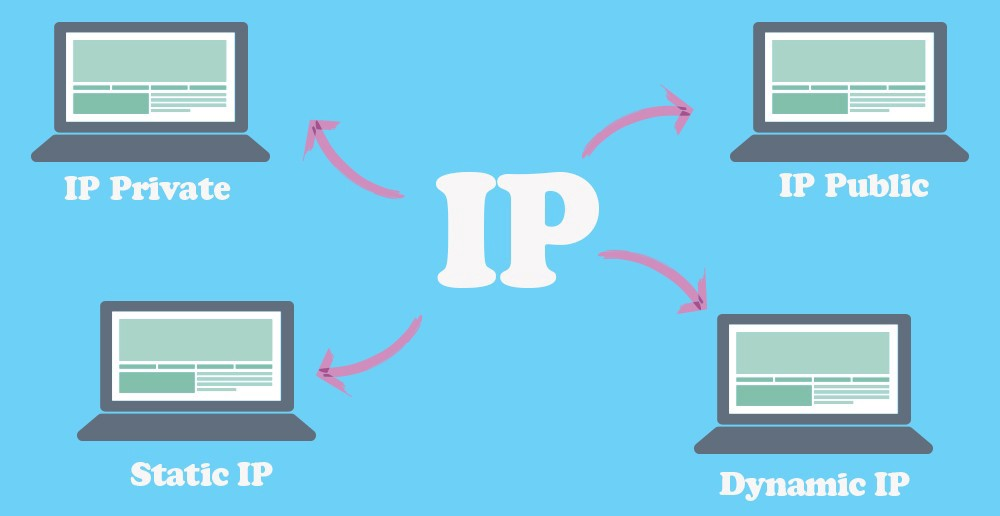 IP Private
IP Public
IP
Static IP
Dynamic IP